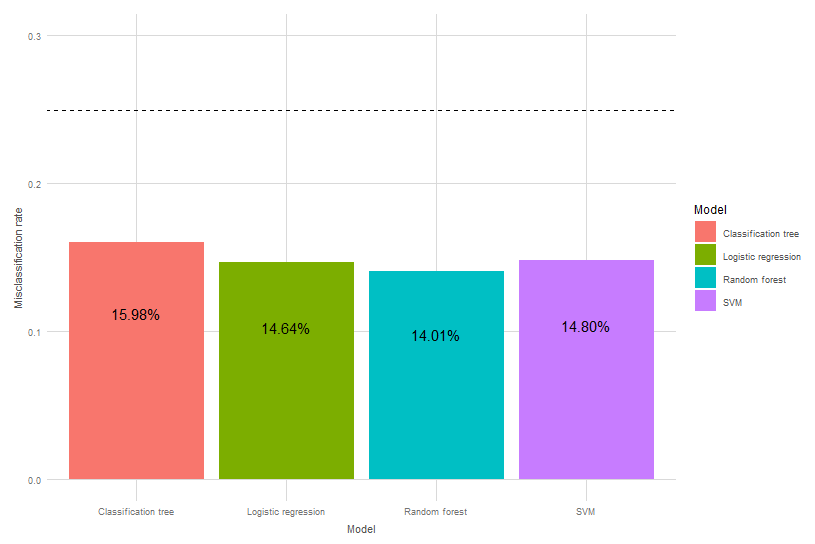 0.3
0.2
0.1
0.0
Misclassification rate
15.98%
14.64%
14.01%
14.80%
Classification tree
Logistic regression
Random forest
SVM
Model
Model
Classification tree
Logistic regression
Random forest
SVM